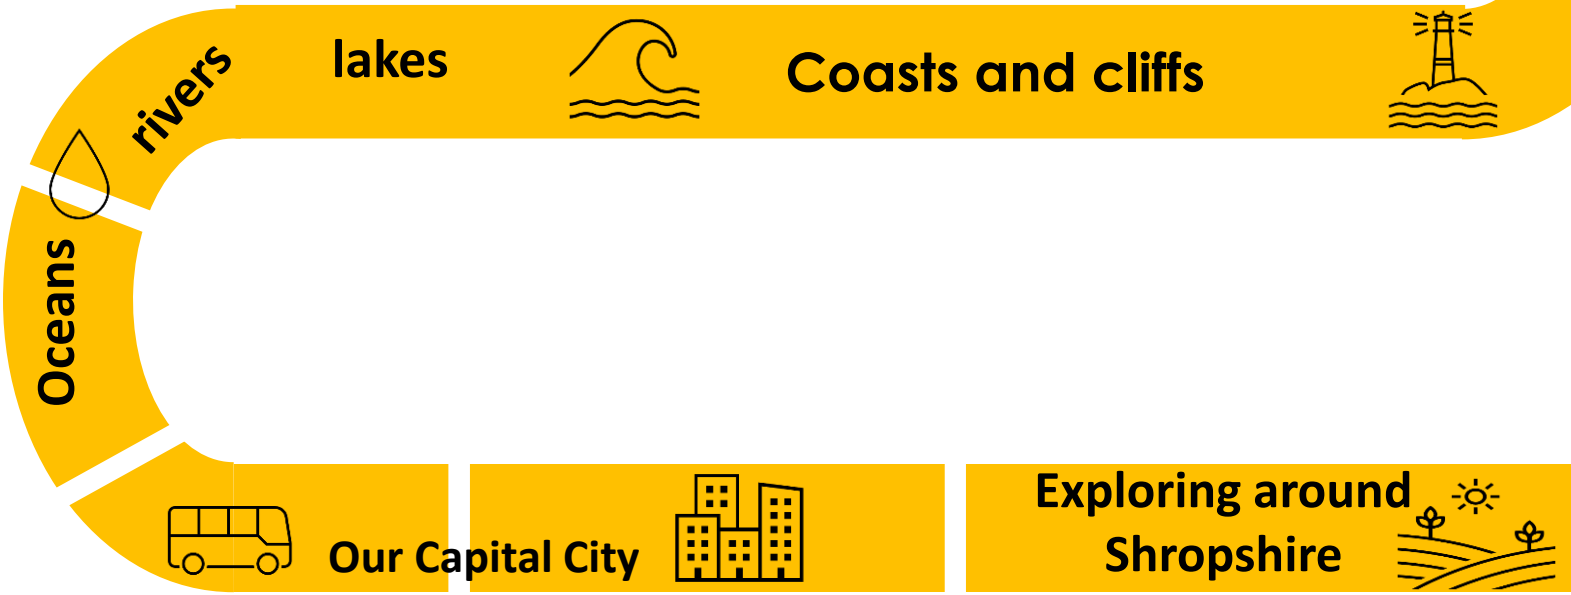 lakes
Coasts and cliffs
rivers
Oceans
Our Capital City
Exploring around
Shropshire